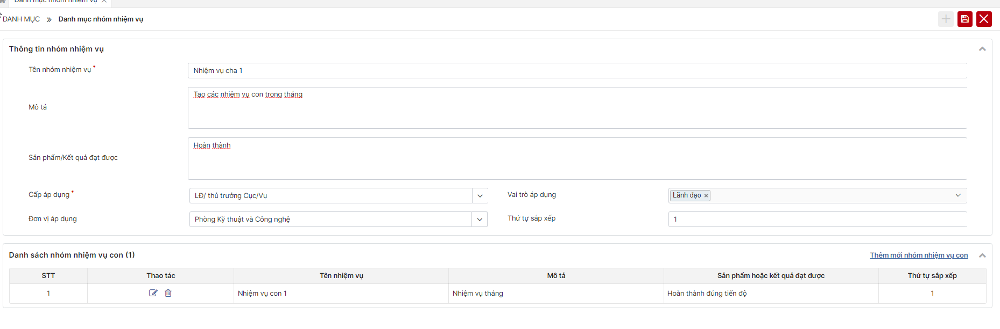 Danh mục nhóm nhiệm vụ
DANH MỤC » Danh mục nhóm nhiệm vụ
Thông tin nhóm nhiệm vụ
Tên nhóm nhiệm vụ * Nhiệm vụ cha 1
Mô tả Tạo các nhiệm vụ con trong tháng
Sản phẩm/Kết quả đạt được Hoàn thành
Cấp áp dụng * LĐ/ thủ trưởng Cục/Vụ Vai trò áp dụng Lãnh đạo ×
Đơn vị áp dụng Phòng Kỹ thuật và Công nghệ Thứ tự sắp xếp 1
Danh sách nhóm nhiệm vụ con (1) Thêm mới nhóm nhiệm vụ con
STT Thao tác Tên nhiệm vụ Mô tả Sản phẩm hoặc kết quả đạt được Thứ tự sắp xếp
1 Nhiệm vụ con 1 Nhiệm vụ tháng Hoàn thành đúng tiến độ 1